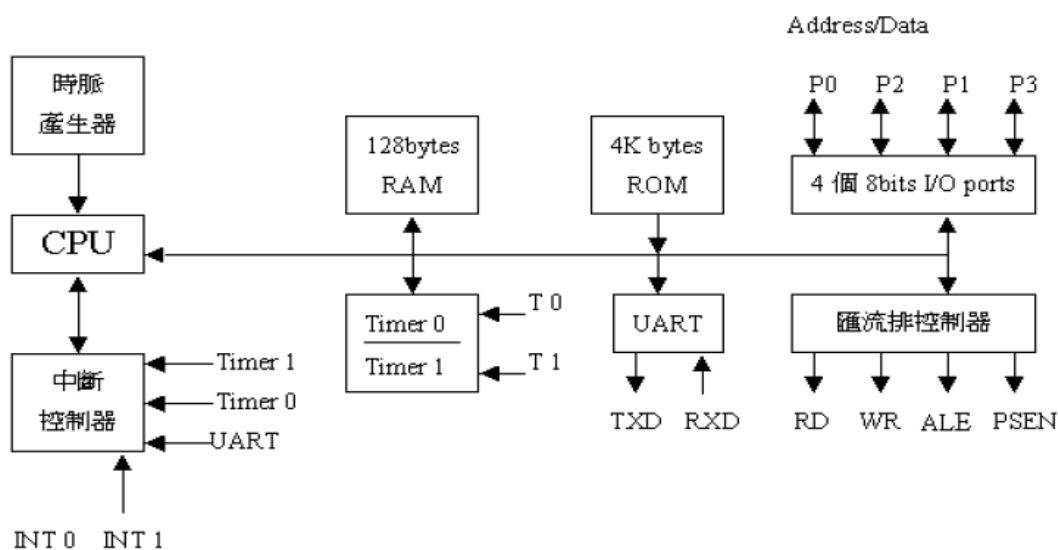 Address/Data
P0 P2 P1 P3
時脈
產生器
128bytes
RAM
4K bytes
ROM
4 個 8bits I/O ports
CPU
Timer 0
Timer 1
T 0
T 1
UART
匯流排控制器
中斷
控制器
Timer 1
Timer 0
UART
TXD RXD
RD WR ALE PSEN
INT 0 INT 1